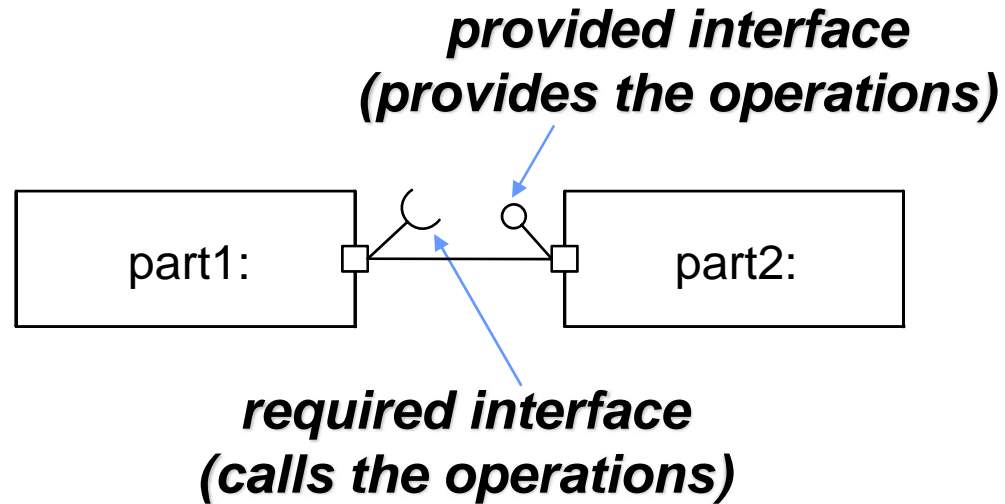 provided interface
(provides the operations)
part1:
part2:
required interface
(calls the operations)